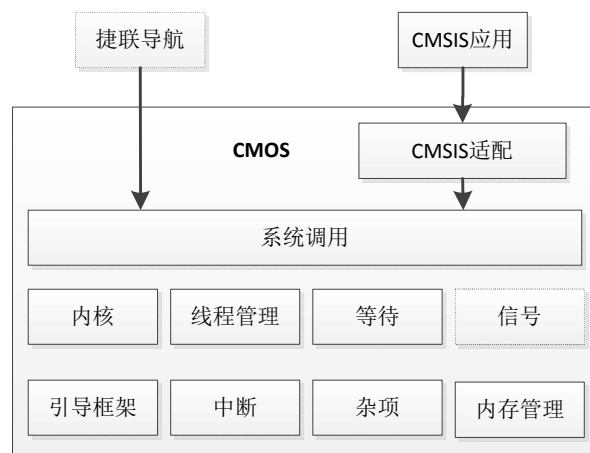 捷联导航
CMSIS应用
CMOS
CMSIS适配
系统调用
内核
线程管理
等待
信号
引导框架
中断
杂项
内存管理